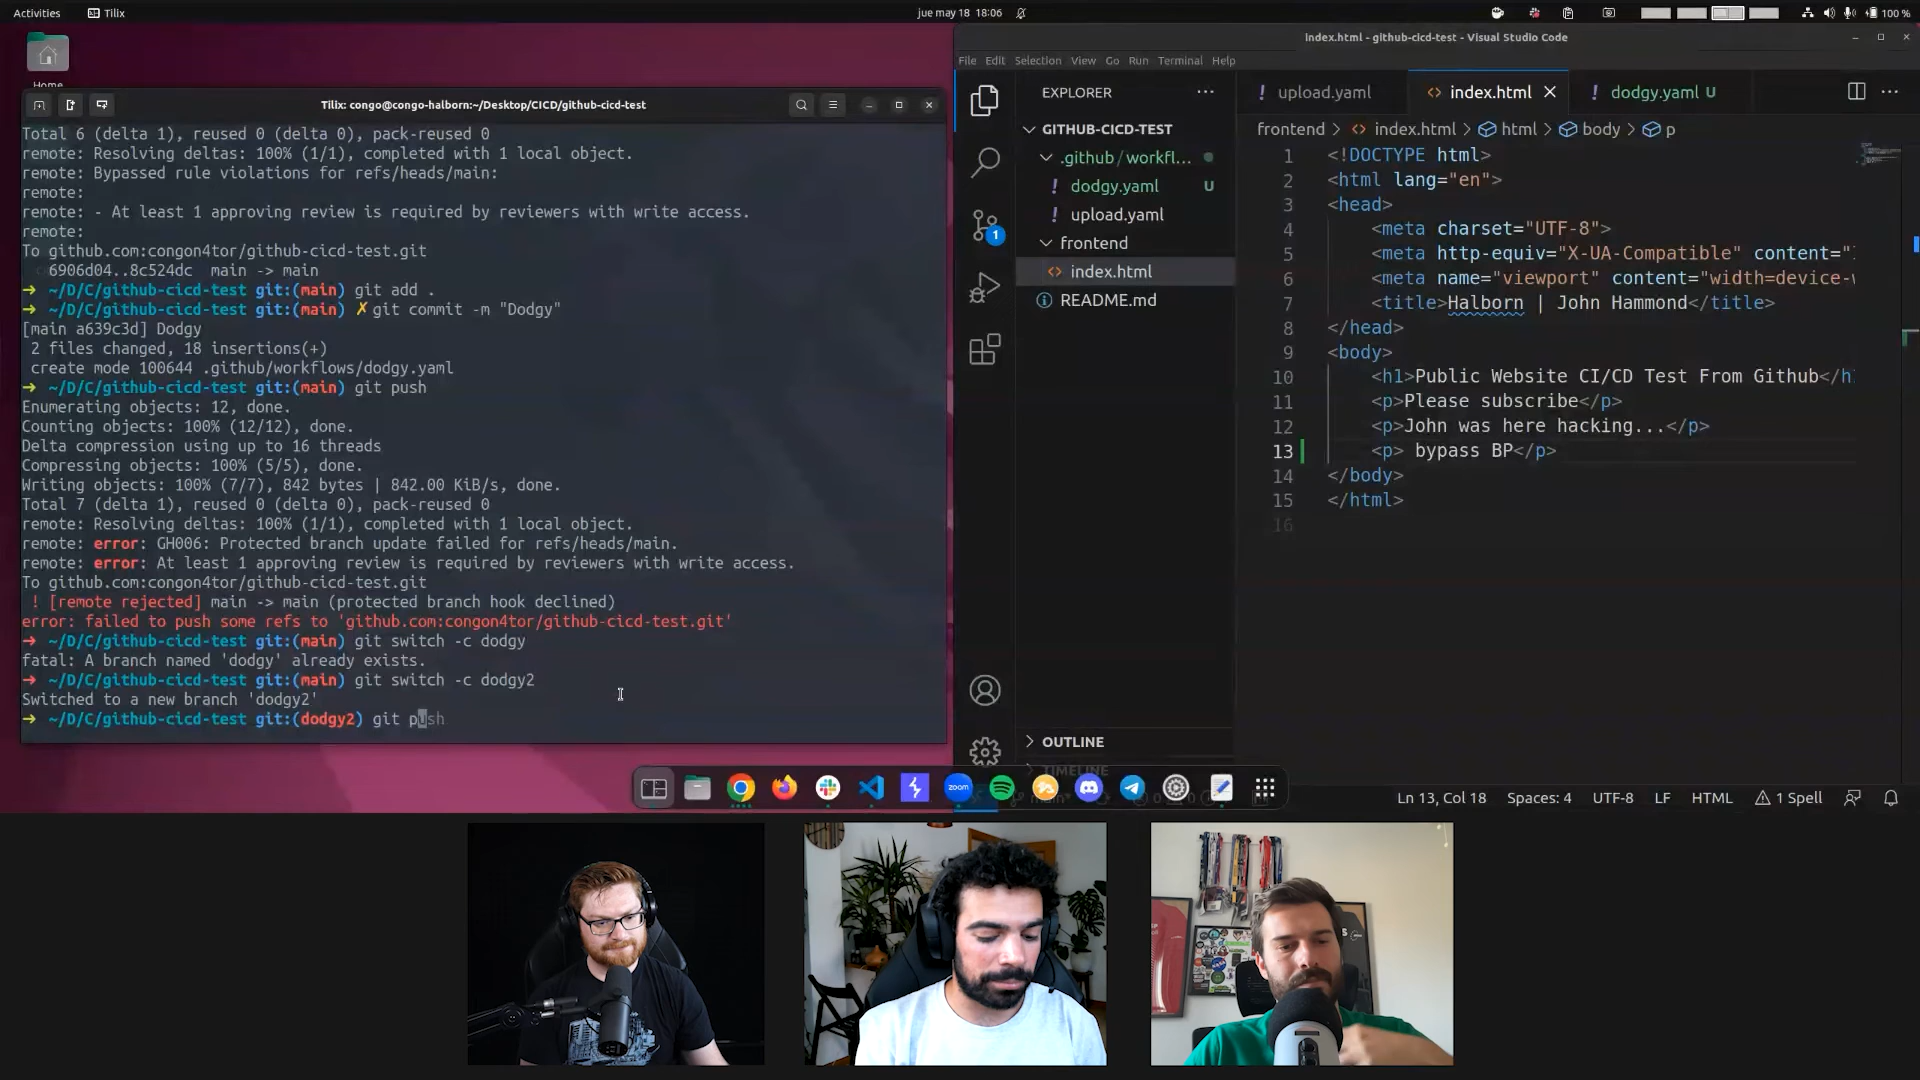 Activities
Tilix
jue may 18 18:06
100 %
Home
Tilix: congo@congo-halborn:~/Desktop/CICD/github-cicd-test
Total 6 (delta 1), reused 0 (delta 0), pack-reused 0
remote: Resolving deltas: 100% (1/1), completed with 1 local object.
remote: Bypassed rule violations for refs/heads/main:
remote:
remote: - At least 1 approving review is required by reviewers with write access.
remote:
To github.com:congon4tor/github-cicd-test.git
6906d04..8c524dc main -> main
→ ~/D/C/github-cicd-test git:(main) git add .
→ ~/D/C/github-cicd-test git:(main) ✗ git commit -m "Dodgy"
[main a639c3d] Dodgy
2 files changed, 18 insertions(+)
create mode 100644 .github/workflows/dodgy.yaml
→ ~/D/C/github-cicd-test git:(main) git push
Enumerating objects: 12, done.
Counting objects: 100% (12/12), done.
Delta compression using up to 16 threads
Compressing objects: 100% (5/5), done.
Writing objects: 100% (7/7), 842 bytes | 842.00 KiB/s, done.
Total 7 (delta 1), reused 0 (delta 0), pack-reused 0
remote: Resolving deltas: 100% (1/1), completed with 1 local object.
remote: error: GH006: Protected branch update failed for refs/heads/main.
remote: error: At least 1 approving review is required by reviewers with write access.
To github.com:congon4tor/github-cicd-test.git
! [remote rejected] main -> main (protected branch hook declined)
error: failed to push some refs to 'github.com:congon4tor/github-cicd-test.git'
→ ~/D/C/github-cicd-test git:(main) git switch -c dodgy
fatal: A branch named 'dodgy' already exists.
→ ~/D/C/github-cicd-test git:(main) git switch -c dodgy2
Switched to a new branch 'dodgy2'
→ ~/D/C/github-cicd-test git:(dodgy2) git push
index.html - github-cicd-test - Visual Studio Code
File Edit Selection View Go Run Terminal Help
EXPLORER
GITHUB-CICD-TEST
.github/workfl...
! dodgy.yaml U
! upload.yaml
frontend
<> index.html
README.md
OUTLINE
TIMELINE
1
! upload.yaml
<> index.html
! dodgy.yaml U
frontend > <> index.html > html > body > p
1 <!DOCTYPE html>
2 <html lang="en">
3 <head>
4 <meta charset="UTF-8">
5 <meta http-equiv="X-UA-Compatible" content="
6 <meta name="viewport" content="width=device-
7 <title>Halborn | John Hammond</title>
8 </head>
9 <body>
10 <h1>Public Website CI/CD Test From Github</h
11 <p>Please subscribe</p>
12 <p>John was here hacking...</p>
13 <p> bypass BP</p>
14 </body>
15 </html>
16
zoom
Ln 13, Col 18 Spaces: 4 UTF-8 LF HTML 1 Spell